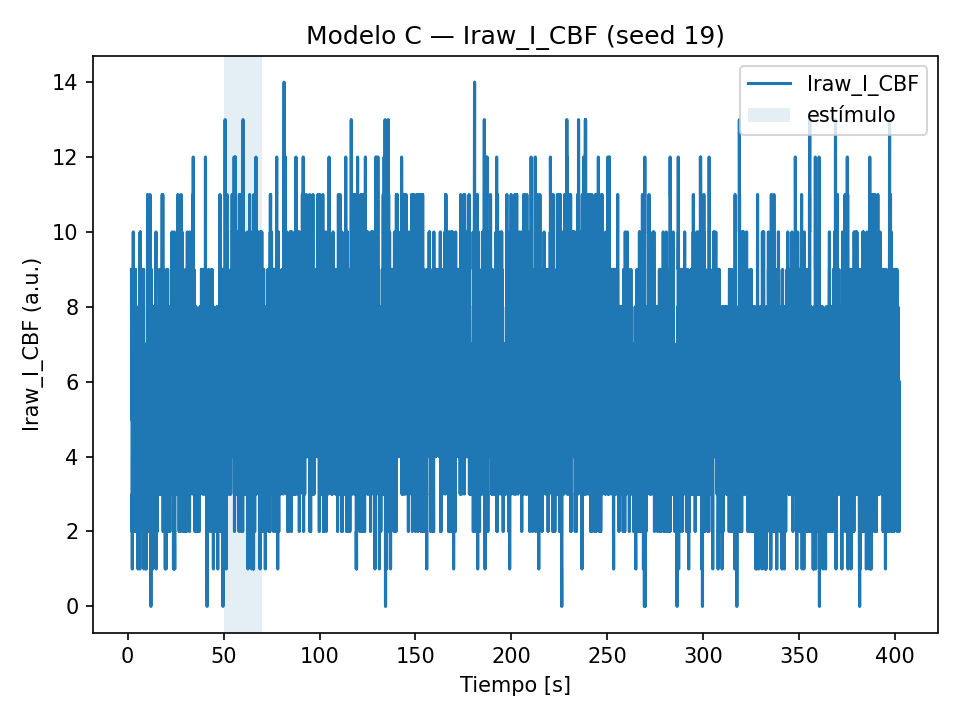 Modelo C — Iraw_I_CBF (seed 19)
Iraw_I_CBF
estímulo
Iraw_I_CBF (a.u.)
14
12
10
8
6
4
2
0
0 50 100 150 200 250 300 350 400
Tiempo [s]